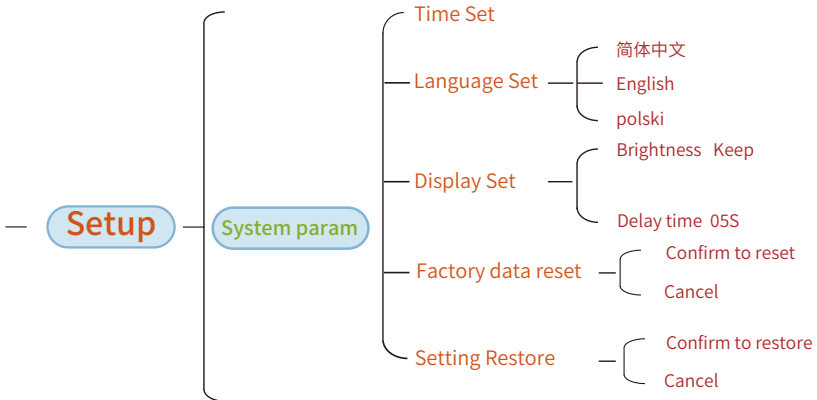 Setup
System param
Time Set
Language Set
简体中文
English
polski
Display Set
Brightness Keep
Delay time 05S
Factory data reset
Confirm to reset
Cancel
Setting Restore
Confirm to restore
Cancel